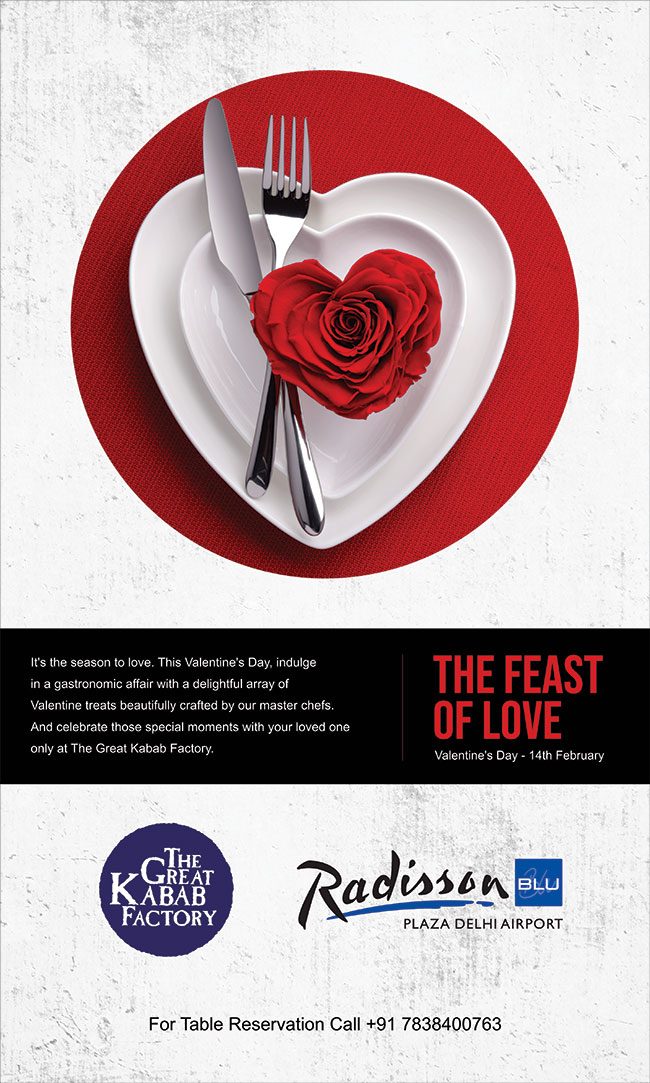 It's the season to love. This Valentine's Day, indulge
in a gastronomic affair with a delightful array of
Valentine treats beautifully crafted by our master chefs.
And celebrate those special moments with your loved one
only at The Great Kabab Factory.
THE FEAST
OF LOVE
Valentine's Day - 14th February
THE
GREAT
KABAB
FACTORY
Radisson BLU
PLAZA DELHI AIRPORT
For Table Reservation Call +91 7838400763